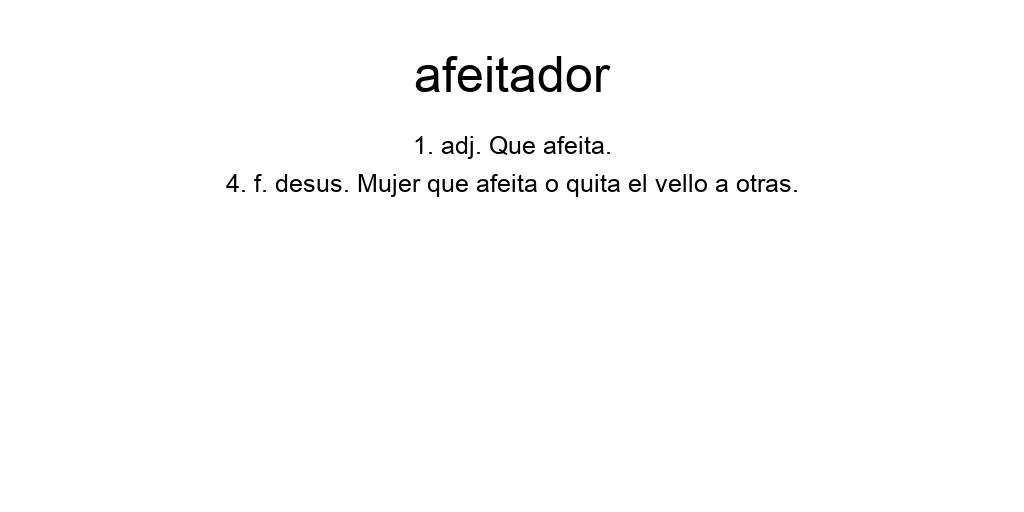 afeitador
1. adj. Que afeita.
4. f. desus. Mujer que afeita o quita el vello a otras.